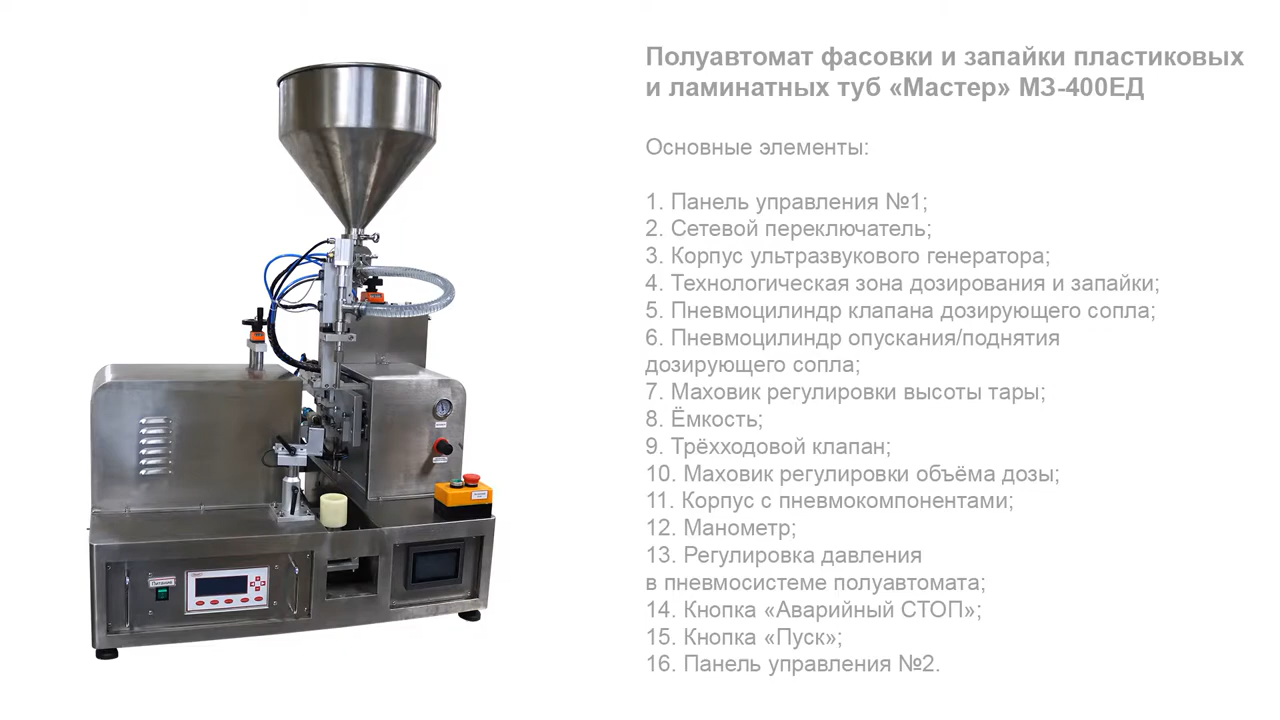 Полуавтомат фасовки и запайки пластиковых
и ламинатных туб «Мастер» МЗ-400ЕД
Основные элементы:
1. Панель управления №1;
2. Сетевой переключатель;
3. Корпус ультразвукового генератора;
4. Технологическая зона дозирования и запайки;
5. Пневмоцилиндр клапана дозирующего сопла;
6. Пневмоцилиндр опускания/поднятия
дозирующего сопла;
7. Маховик регулировки высоты тары;
8. Ёмкость;
9. Трёхходовой клапан;
10. Маховик регулировки объёма дозы;
11. Корпус с пневмокомпонентами;
12. Манометр;
13. Регулировка давления
в пневмосистеме полуавтомата;
14. Кнопка «Аварийный СТОП»;
15. Кнопка «Пуск»;
16. Панель управления №2.
Питание